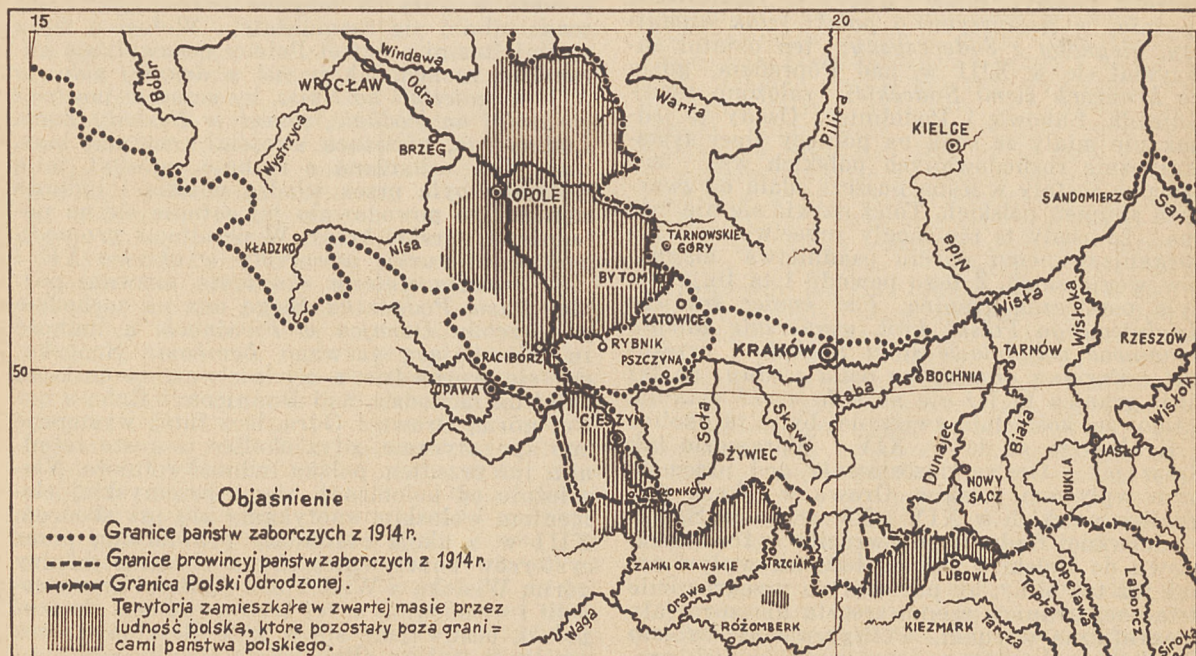 15
20
Bóbr
Windawa
WROCŁAW
Odra
Warta
Pilica
KIELCE
Wystrzyca
BRZEG
OPOLE
SANDOMIERZ
San
KŁADZKO
Nisa
TARNOWSKIE
GÓRY
Nida
BYTOM
KATOWICE
Wisła
Wisłoka
RACIBÓRZ
RYBNIK
PSZCZYNA
KRAKÓW
TARNÓW
RZESZÓW
50
OPAWA
Raba
BOCHNIA
Wisłok
CIESZYN
Soła
Skawa
Dunajec
Biała
ŻYWIEC
NOWY
SĄCZ
DUKLA
JASŁO
JABŁONKÓW
ZAMKI ORAWSKIE
TRZCIANA
LUBOWLA
Orawa
Waga
RÓŻOMBERK
KIEZMARK
Tarcza
Topla
Opelawa
Laborcz
Siroka
Objaśnienie
Granice państw zaborczych z 1914 r.
Granice prowincyj państw zaborczych z 1914 r.
Granica Polski Odrodzonej.
Terytorja zamieszkałe w zwartej masie przez
ludność polską, które pozostały poza grani=
cami państwa polskiego.